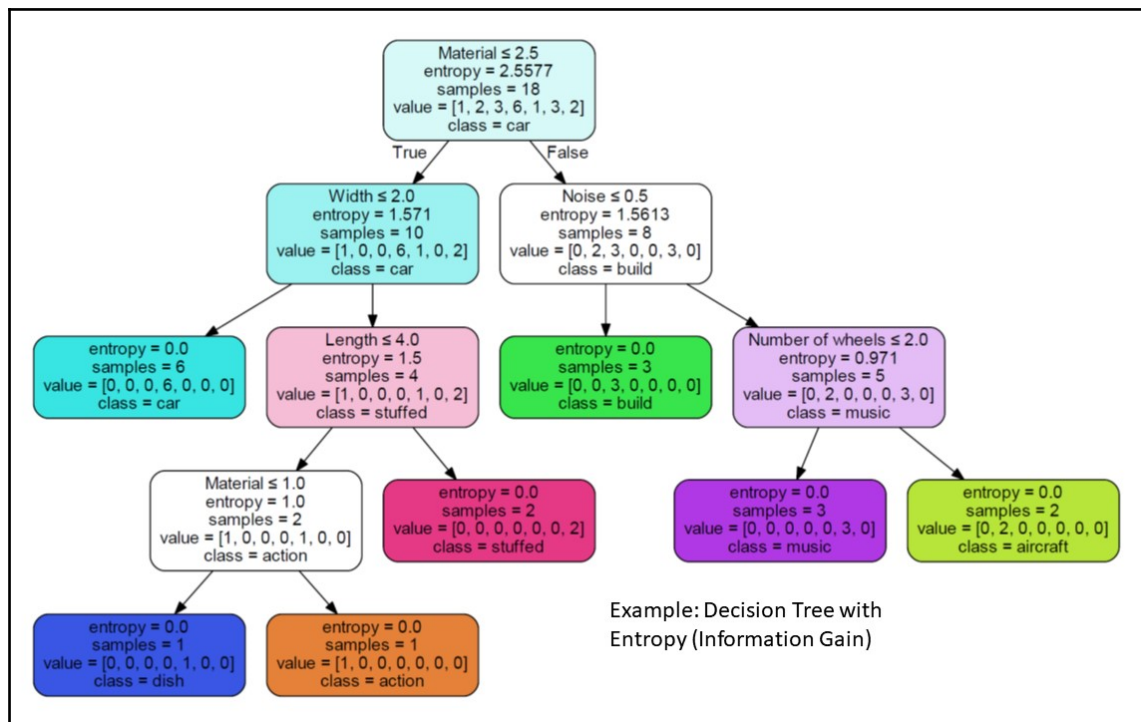 Material ≤ 2.5
entropy = 2.5577
samples = 18
value = [1, 2, 3, 6, 1, 3, 2]
class = car
True
False
Width ≤ 2.0
entropy = 1.571
samples = 10
value = [1, 0, 0, 6, 1, 0, 2]
class = car
Noise ≤ 0.5
entropy = 1.5613
samples = 8
value = [0, 2, 3, 0, 0, 3, 0]
class = build
entropy = 0.0
samples = 6
value = [0, 0, 0, 6, 0, 0, 0]
class = car
Length ≤ 4.0
entropy = 1.5
samples = 4
value = [1, 0, 0, 0, 1, 0, 2]
class = stuffed
entropy = 0.0
samples = 3
value = [0, 0, 3, 0, 0, 0, 0]
class = build
Number of wheels ≤ 2.0
entropy = 0.971
samples = 5
value = [0, 2, 0, 0, 0, 3, 0]
class = music
Material ≤ 1.0
entropy = 1.0
samples = 2
value = [1, 0, 0, 0, 1, 0, 0]
class = action
entropy = 0.0
samples = 2
value = [0, 0, 0, 0, 0, 0, 2]
class = stuffed
entropy = 0.0
samples = 3
value = [0, 0, 0, 0, 0, 3, 0]
class = music
entropy = 0.0
samples = 2
value = [0, 2, 0, 0, 0, 0, 0]
class = aircraft
entropy = 0.0
samples = 1
value = [0, 0, 0, 0, 1, 0, 0]
class = dish
entropy = 0.0
samples = 1
value = [1, 0, 0, 0, 0, 0, 0]
class = action
Example: Decision Tree with
Entropy (Information Gain)